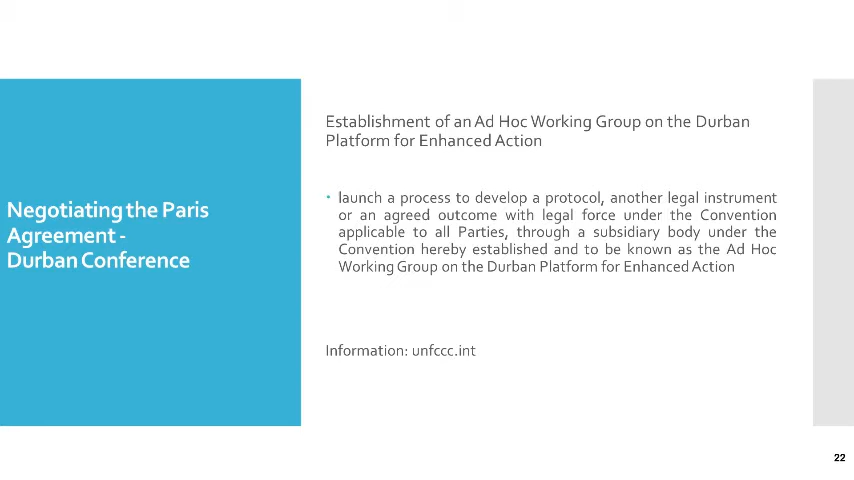 Negotiating the Paris
Agreement -
Durban Conference
Establishment of an Ad Hoc Working Group on the Durban
Platform for Enhanced Action
• launch a process to develop a protocol, another legal instrument
or an agreed outcome with legal force under the Convention
applicable to all Parties, through a subsidiary body under the
Convention hereby established and to be known as the Ad Hoc
Working Group on the Durban Platform for Enhanced Action
Information: unfccc.int
22